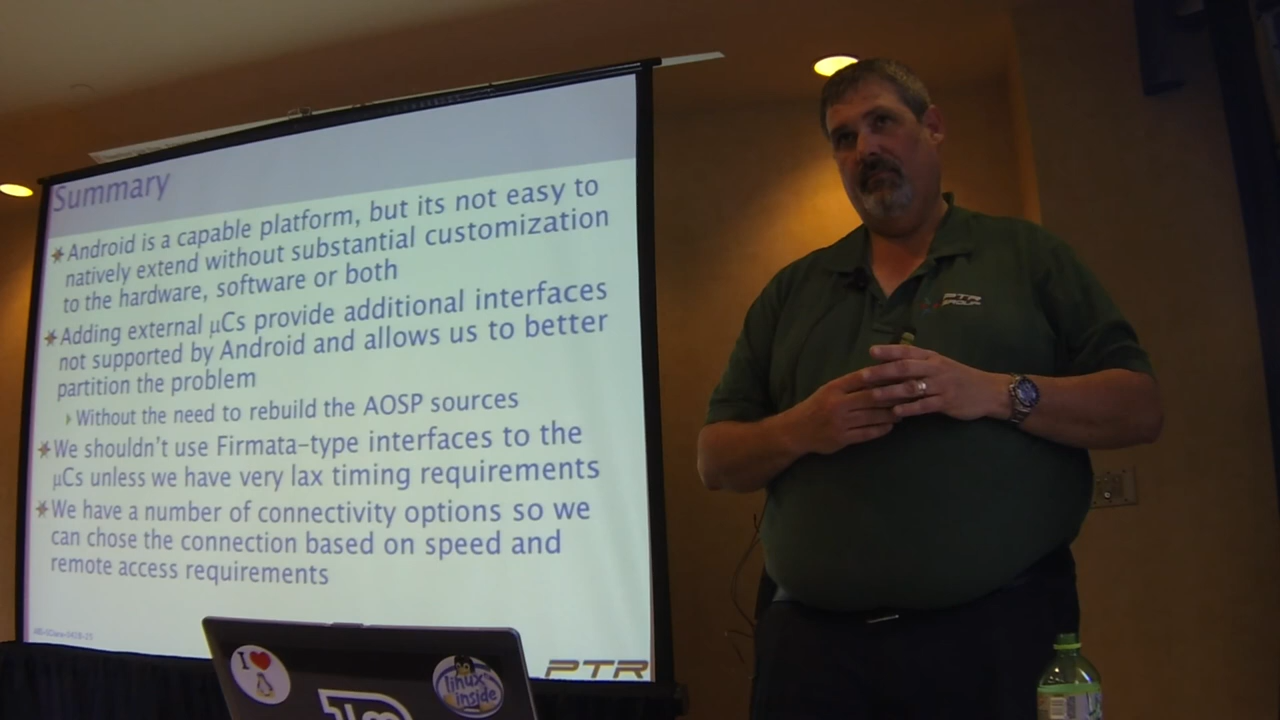 Summary
Android is a capable platform, but its not easy to
natively extend without substantial customization
to the hardware, software or both
Adding external µCs provide additional interfaces
not supported by Android and allows us to better
partition the problem
Without the need to rebuild the AOSP sources
We shouldn't use Firmata-type interfaces to the
µCs unless we have very lax timing requirements
We have a number of connectivity options so we
can chose the connection based on speed and
remote access requirements
PTR
PTR
GROUP
I
linux
inside